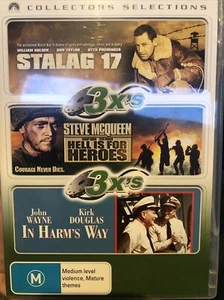 COLLECTORS SELECTIONS
WILLIAM HOLDEN DON TAYLOR OTTO PREMINGER
STALAG 17
3X's
STEVE McQUEEN
HELL IS FOR
HEROES
COURAGE NEVER DIES.
3X's
John
WAYNE
Kirk
DOUGLAS
IN HARM'S WAY
M
Medium level
violence, Mature
themes